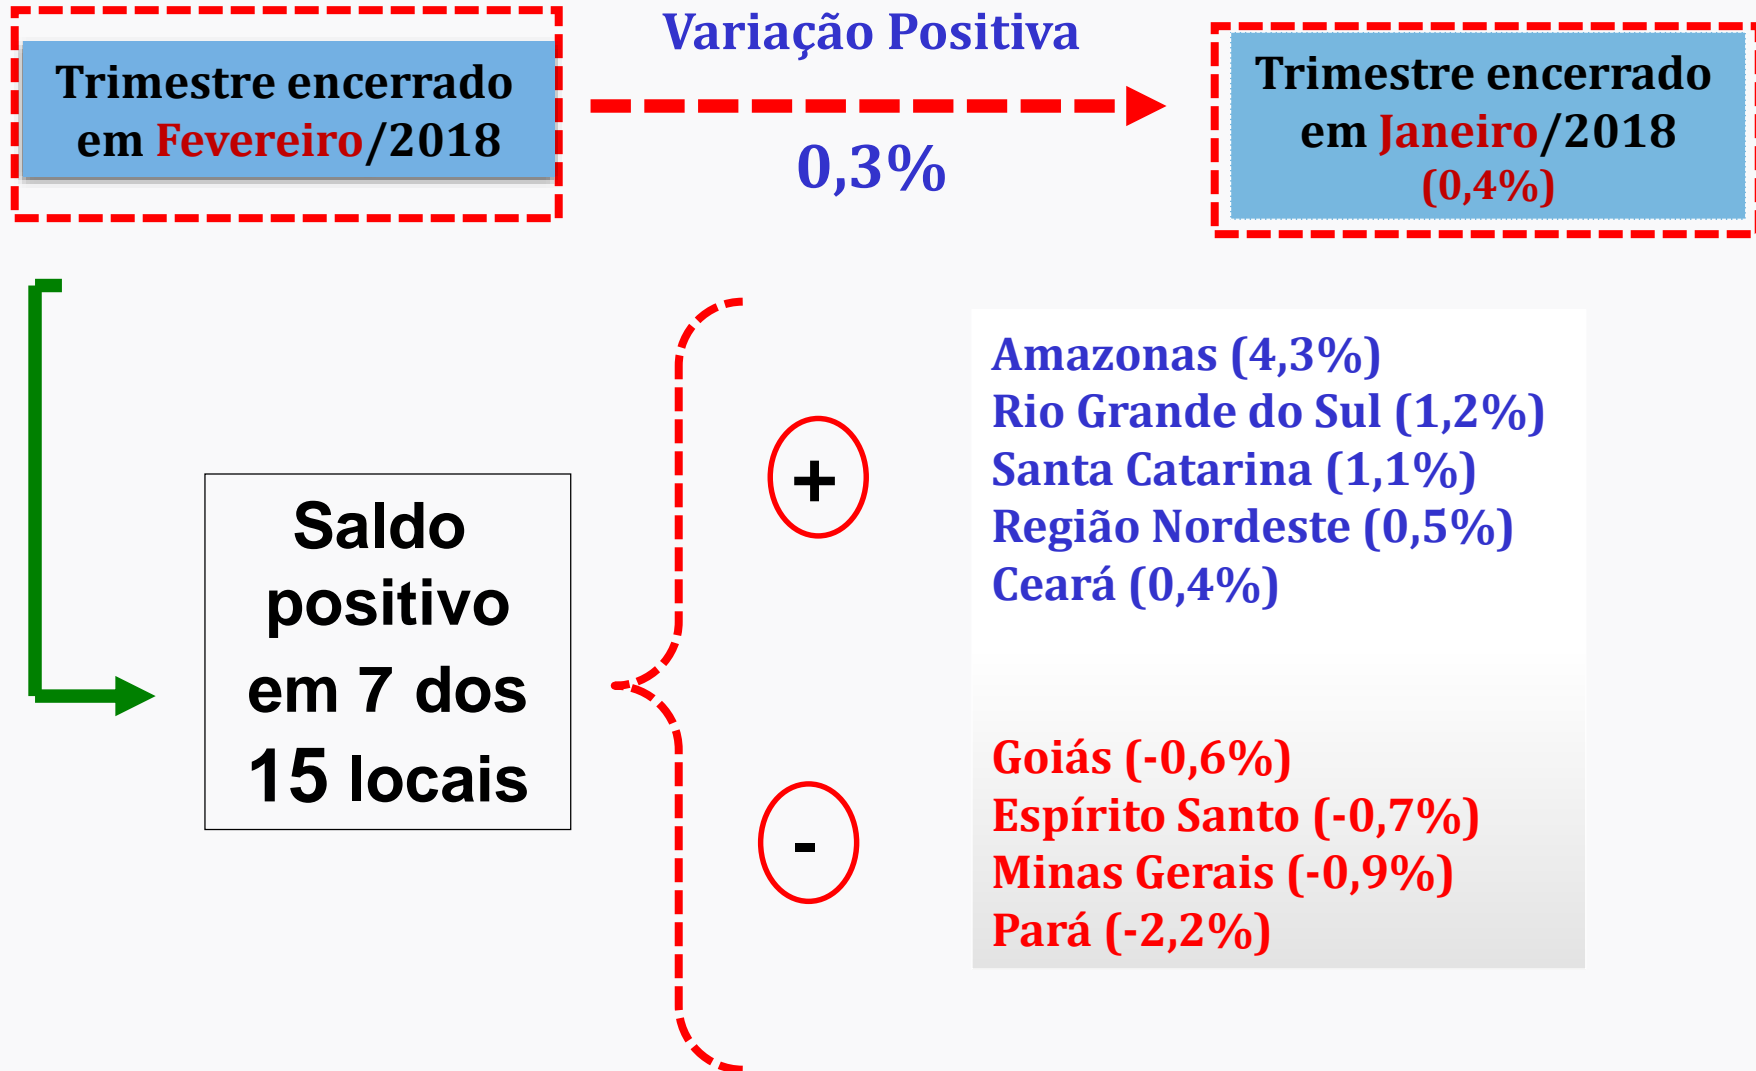 Trimestre encerrado
em Fevereiro/2018
Variação Positiva
0,3%
Trimestre encerrado
em Janeiro/2018
(0,4%)
Saldo
positivo
em 7 dos
15 locais
+
Amazonas (4,3%)
Rio Grande do Sul (1,2%)
Santa Catarina (1,1%)
Região Nordeste (0,5%)
Ceará (0,4%)
-
Goiás (-0,6%)
Espírito Santo (-0,7%)
Minas Gerais (-0,9%)
Pará (-2,2%)